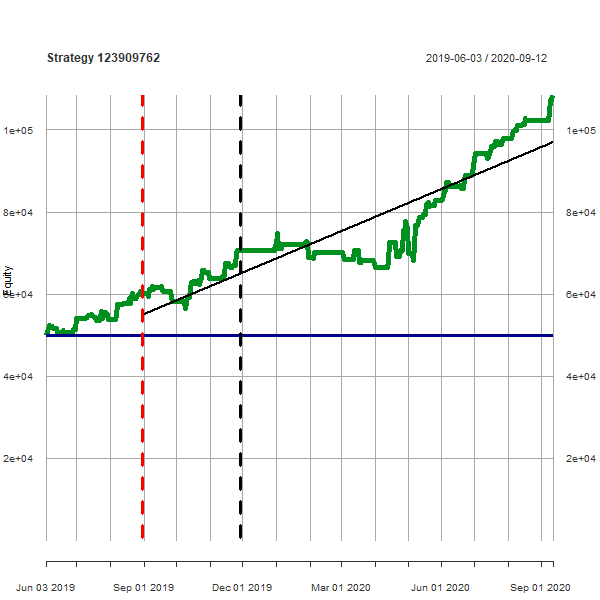 Strategy 123909762
2019-06-03 / 2020-09-12
1e+05
1e+05
8e+04
8e+04
Equity
6e+04
6e+04
4e+04
4e+04
2e+04
2e+04
Jun 03 2019
Sep 01 2019
Dec 01 2019
Mar 01 2020
Jun 01 2020
Sep 01 2020